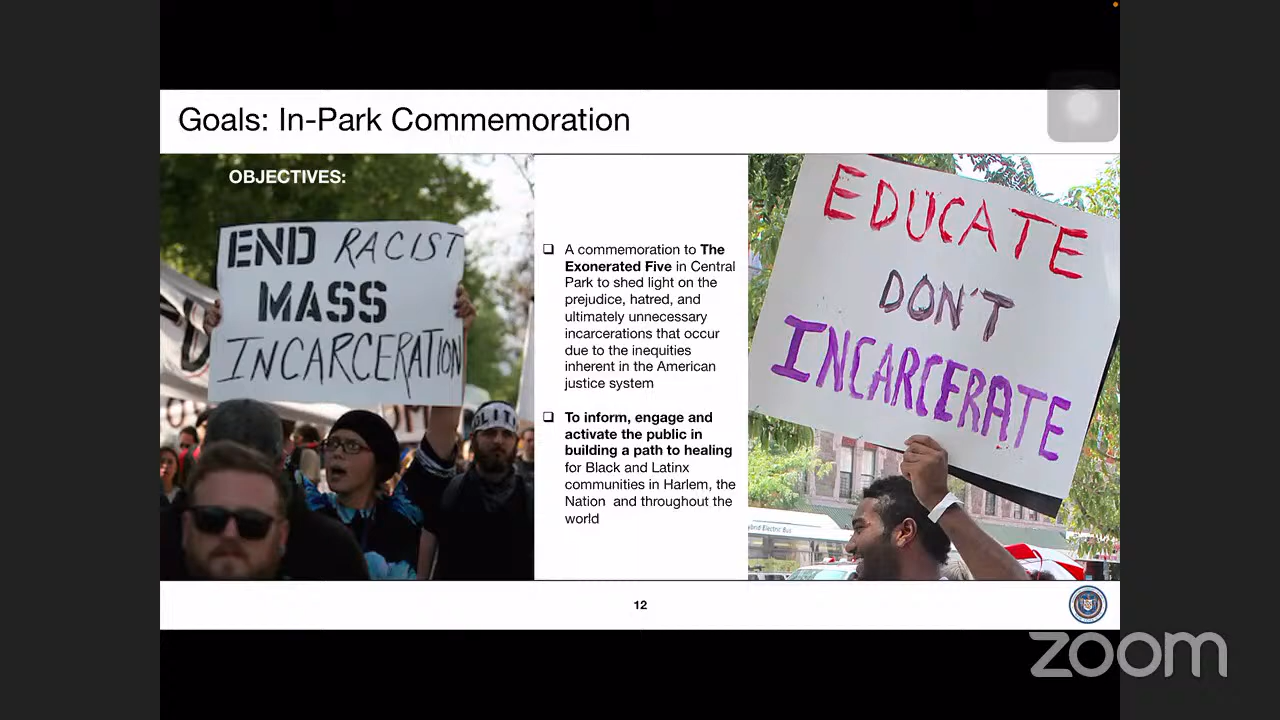 Goals: In-Park Commemoration
OBJECTIVES:
END RACIST
MASS
INCARCERATION
❏ A commemoration to The
Exonerated Five in Central
Park to shed light on the
prejudice, hatred, and
ultimately unnecessary
incarcerations that occur
due to the inequities
inherent in the American
justice system
❏ To inform, engage and
activate the public in
building a path to healing
for Black and Latinx
communities in Harlem, the
Nation and throughout the
world
EDUCATE
DON'T
INCARCERATE
12
zoom